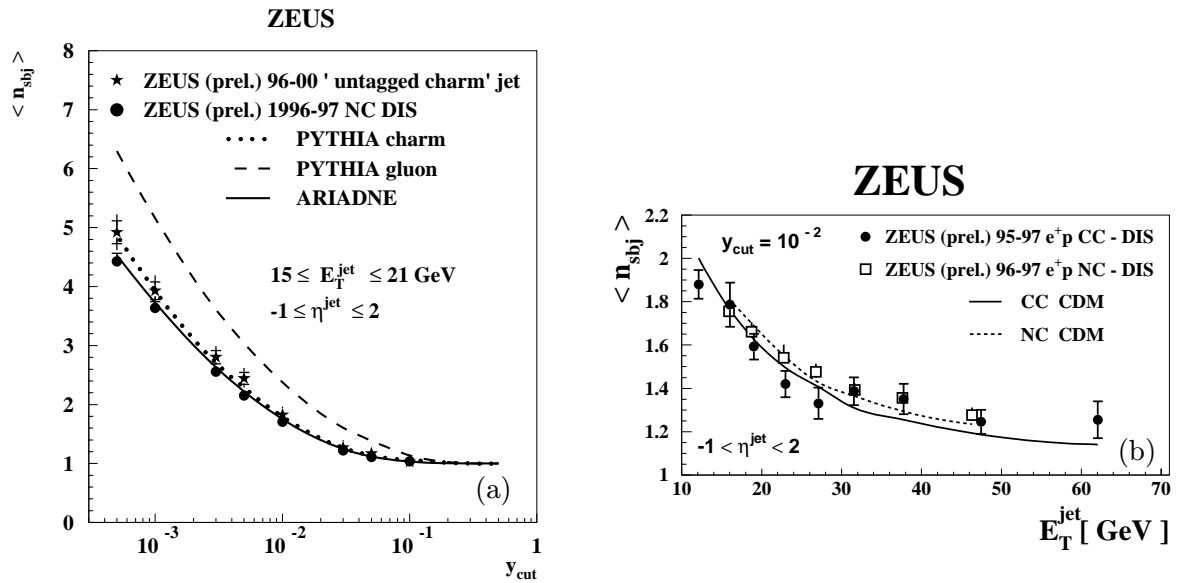 ZEUS
< n_sbj >
8
7
6
5
4
3
2
1
0
ZEUS (prel.) 96-00 ' untagged charm' jet
ZEUS (prel.) 1996-97 NC DIS
PYTHIA charm
PYTHIA gluon
ARIADNE
15 ≤ E_T^jet ≤ 21 GeV
-1 ≤ η^jet ≤ 2
(a)
10^-3
10^-2
10^-1
1
y_cut
ZEUS
< n_sbj >
2.2
2
1.8
1.6
1.4
1.2
1
y_cut = 10^-2
ZEUS (prel.) 95-97 e^+p CC - DIS
ZEUS (prel.) 96-97 e^+p NC - DIS
CC CDM
NC CDM
-1 < η^jet < 2
(b)
10 20 30 40 50 60 70
E_T^jet [ GeV ]